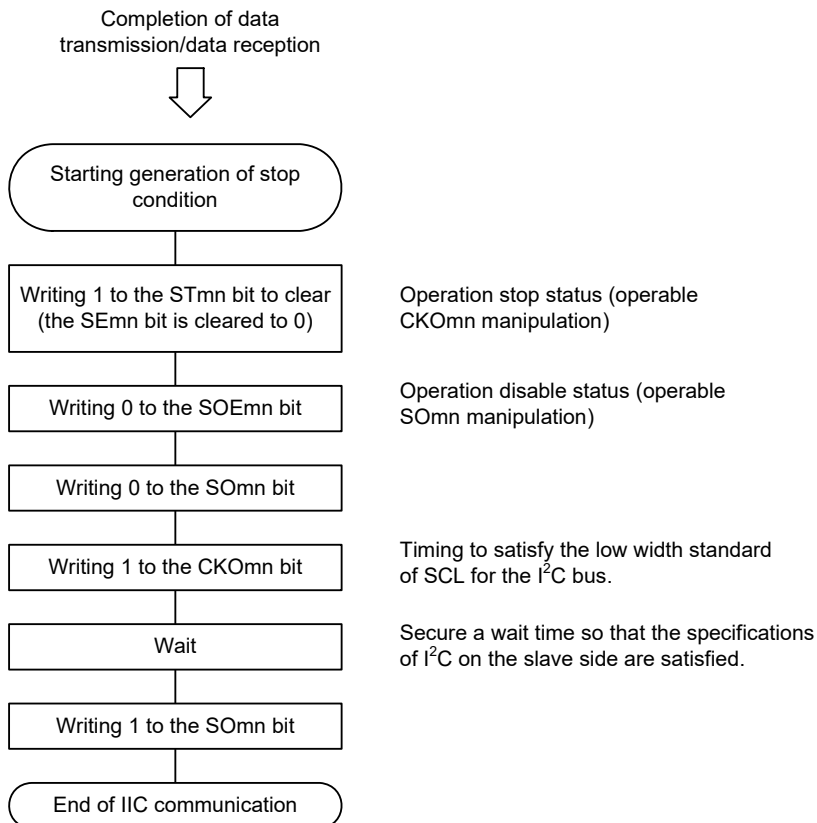 Completion of data
transmission/data reception
Starting generation of stop
condition
Writing 1 to the STmn bit to clear
(the SEmn bit is cleared to 0)
Operation stop status (operable
CKOmn manipulation)
Writing 0 to the SOEmn bit
Operation disable status (operable
SOmn manipulation)
Writing 0 to the SOmn bit
Writing 1 to the CKOmn bit
Timing to satisfy the low width standard
of SCL for the I²C bus.
Wait
Secure a wait time so that the specifications
of I²C on the slave side are satisfied.
Writing 1 to the SOmn bit
End of IIC communication